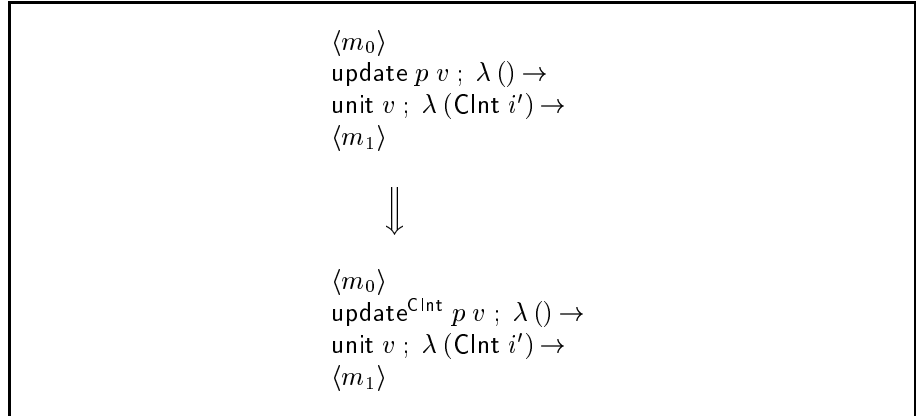 ⟨m₀⟩
update p v ; λ () →
unit v ; λ (CInt i′) →
⟨m₁⟩
⇓
⟨m₀⟩
update^CInt p v ; λ () →
unit v ; λ (CInt i′) →
⟨m₁⟩